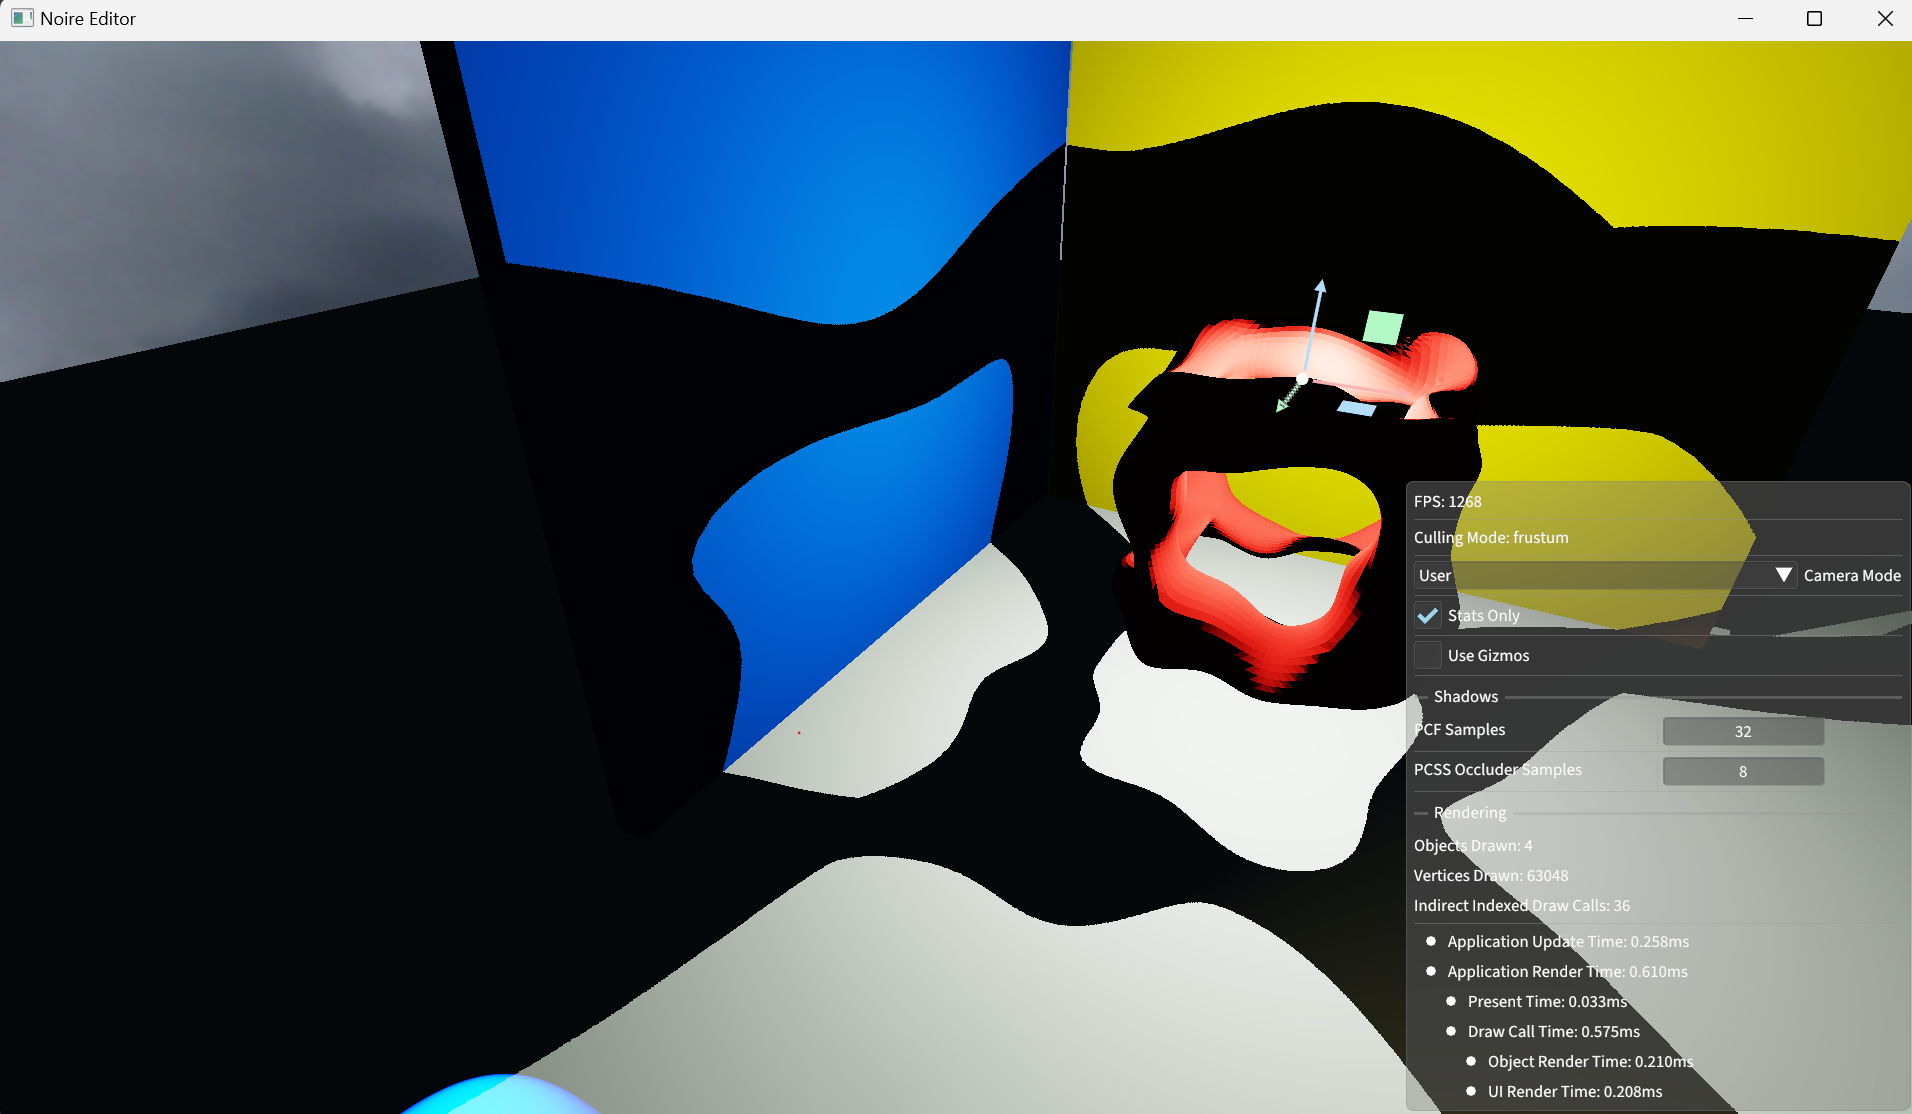 Noire Editor
FPS: 1268
Culling Mode: frustum
User Camera Mode
Stats Only
Use Gizmos
Shadows
PCF Samples 32
PCSS Occluder Samples 8
Rendering
Objects Drawn: 4
Vertices Drawn: 63048
Indirect Indexed Draw Calls: 36
Application Update Time: 0.258ms
Application Render Time: 0.610ms
Present Time: 0.033ms
Draw Call Time: 0.575ms
Object Render Time: 0.210ms
UI Render Time: 0.208ms